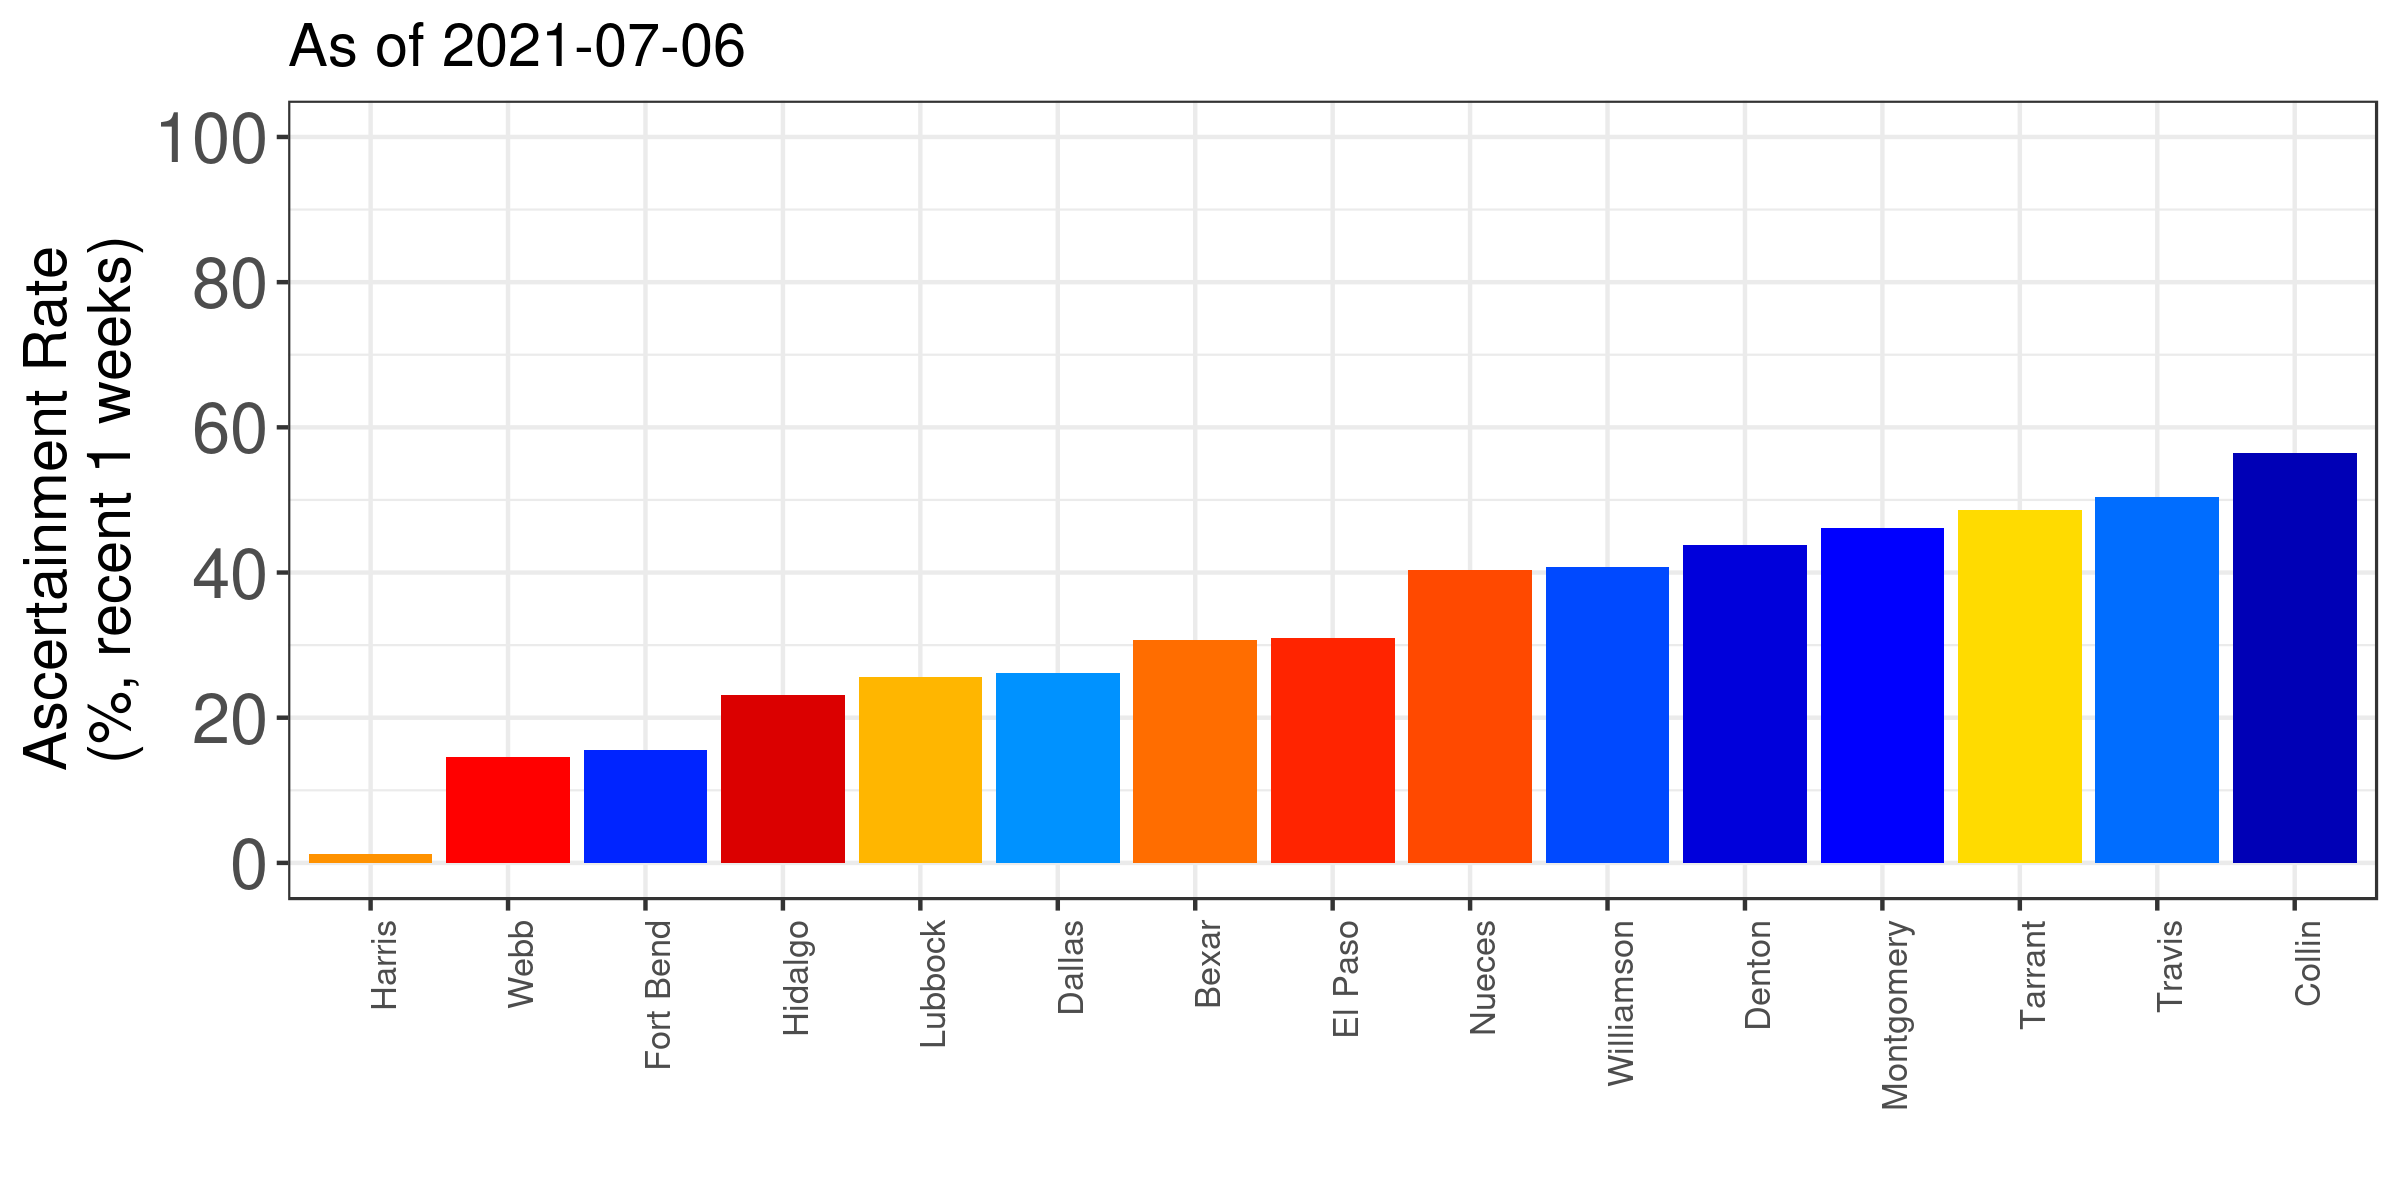 As of 2021-07-06
Ascertainment Rate
(%, recent 1 weeks)
100
80
60
40
20
0
Harris
Webb
Fort Bend
Hidalgo
Lubbock
Dallas
Bexar
El Paso
Nueces
Williamson
Denton
Montgomery
Tarrant
Travis
Collin